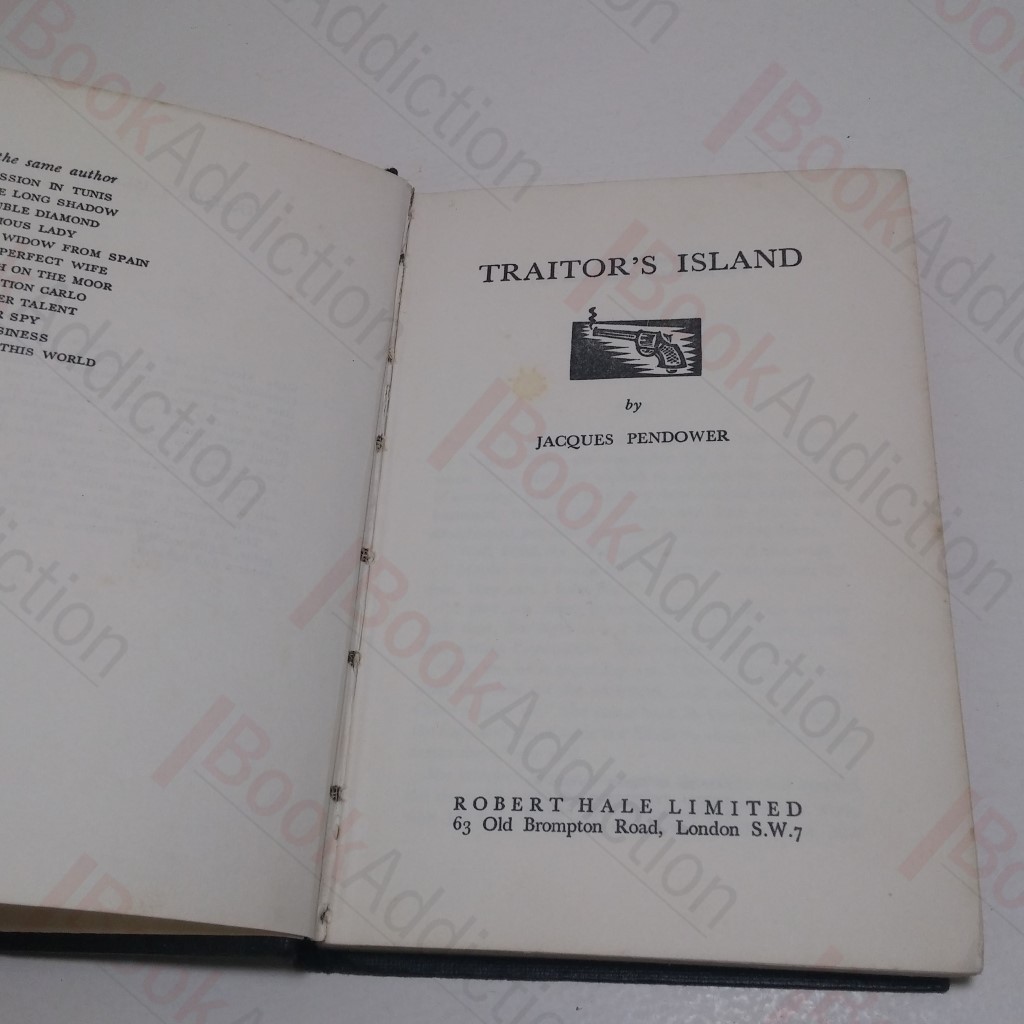 the same author
SSION IN TUNIS
E LONG SHADOW
UBLE DIAMOND
IOUS LADY
WIDOW FROM SPAIN
PERFECT WIFE
H ON THE MOOR
TION CARLO
ER TALENT
R SPY
SINESS
THIS WORLD
TRAITOR'S ISLAND
by
JACQUES PENDOWER
ROBERT HALE LIMITED
63 Old Brompton Road, London S.W.7
BookAddiction